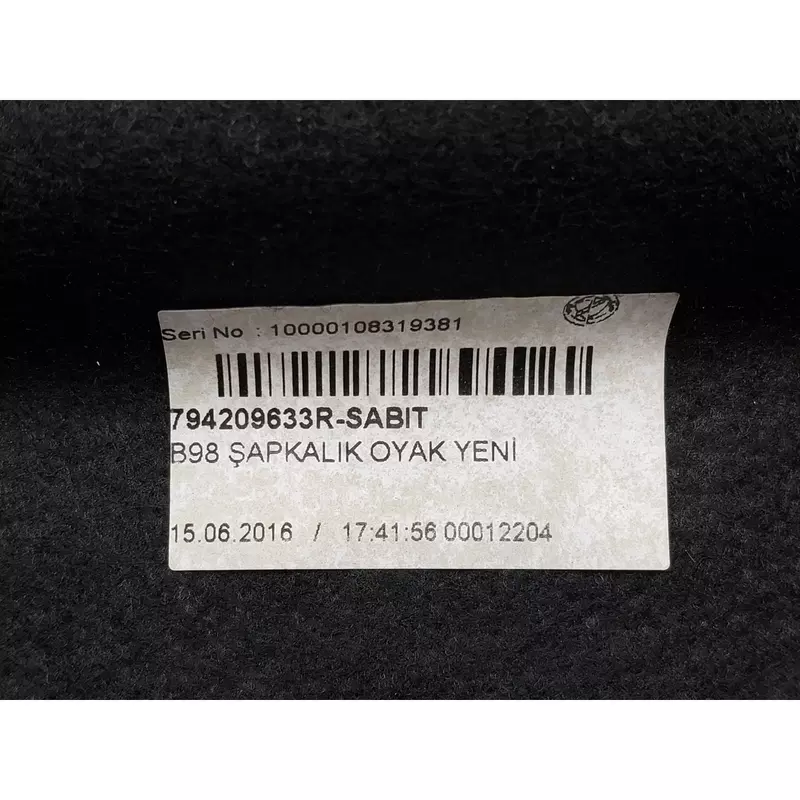 Seri No : 10000108319381
794209633R-SABIT
B98 ŞAPKALIK OYAK YENİ
15.06.2016 / 17:41:56 00012204